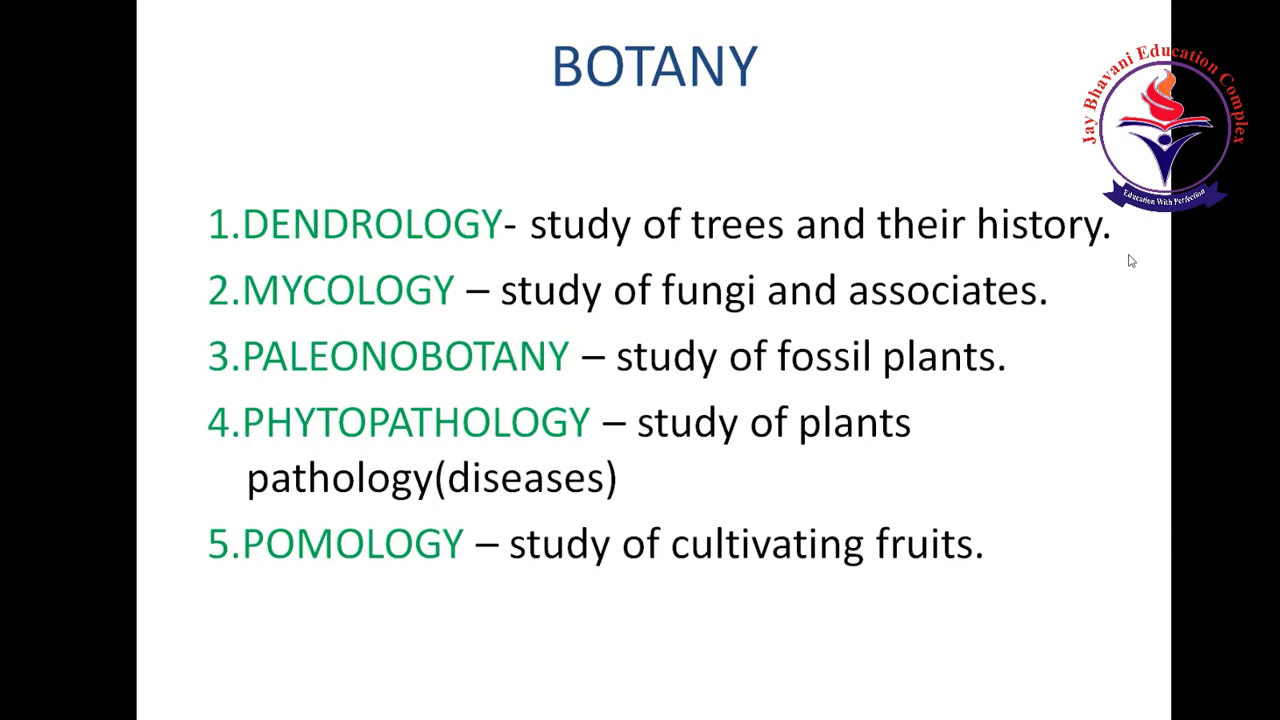 BOTANY
Jay Bhavani Education Complex
Education With Perfection
1.DENDROLOGY- study of trees and their history.
2.MYCOLOGY – study of fungi and associates.
3.PALEONOBOTANY – study of fossil plants.
4.PHYTOPATHOLOGY – study of plants
pathology(diseases)
5.POMOLOGY – study of cultivating fruits.